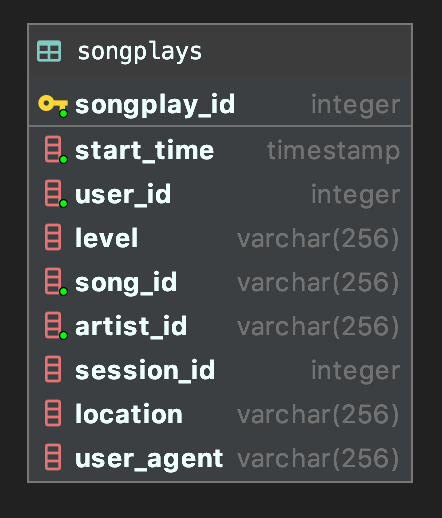 songplays
songplay_id integer
start_time timestamp
user_id integer
level varchar(256)
song_id varchar(256)
artist_id varchar(256)
session_id integer
location varchar(256)
user_agent varchar(256)